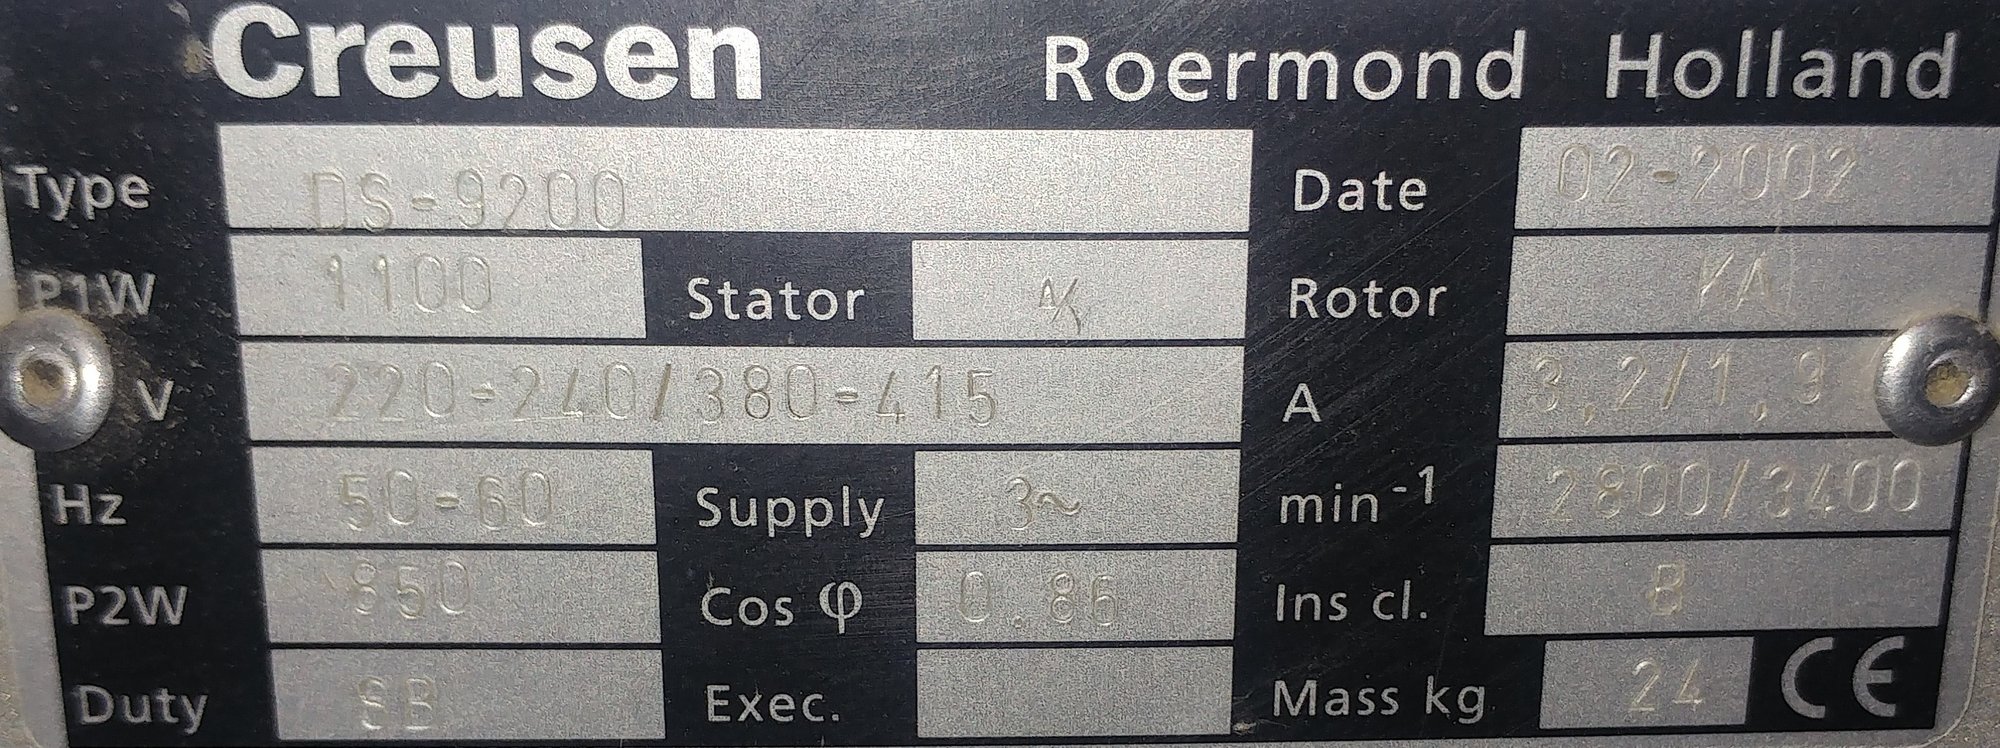 Creusen Roermond Holland
Type DS-9200 Date 02-2002
P1W 1100 Stator Rotor
V 220-240/380-415 A 3,2/1,9
Hz 50-60 Supply 3~ min⁻¹ 2800/3400
P2W 850 Cos φ 0.86 Ins cl. B
Duty SB Exec. Mass kg 24 CE